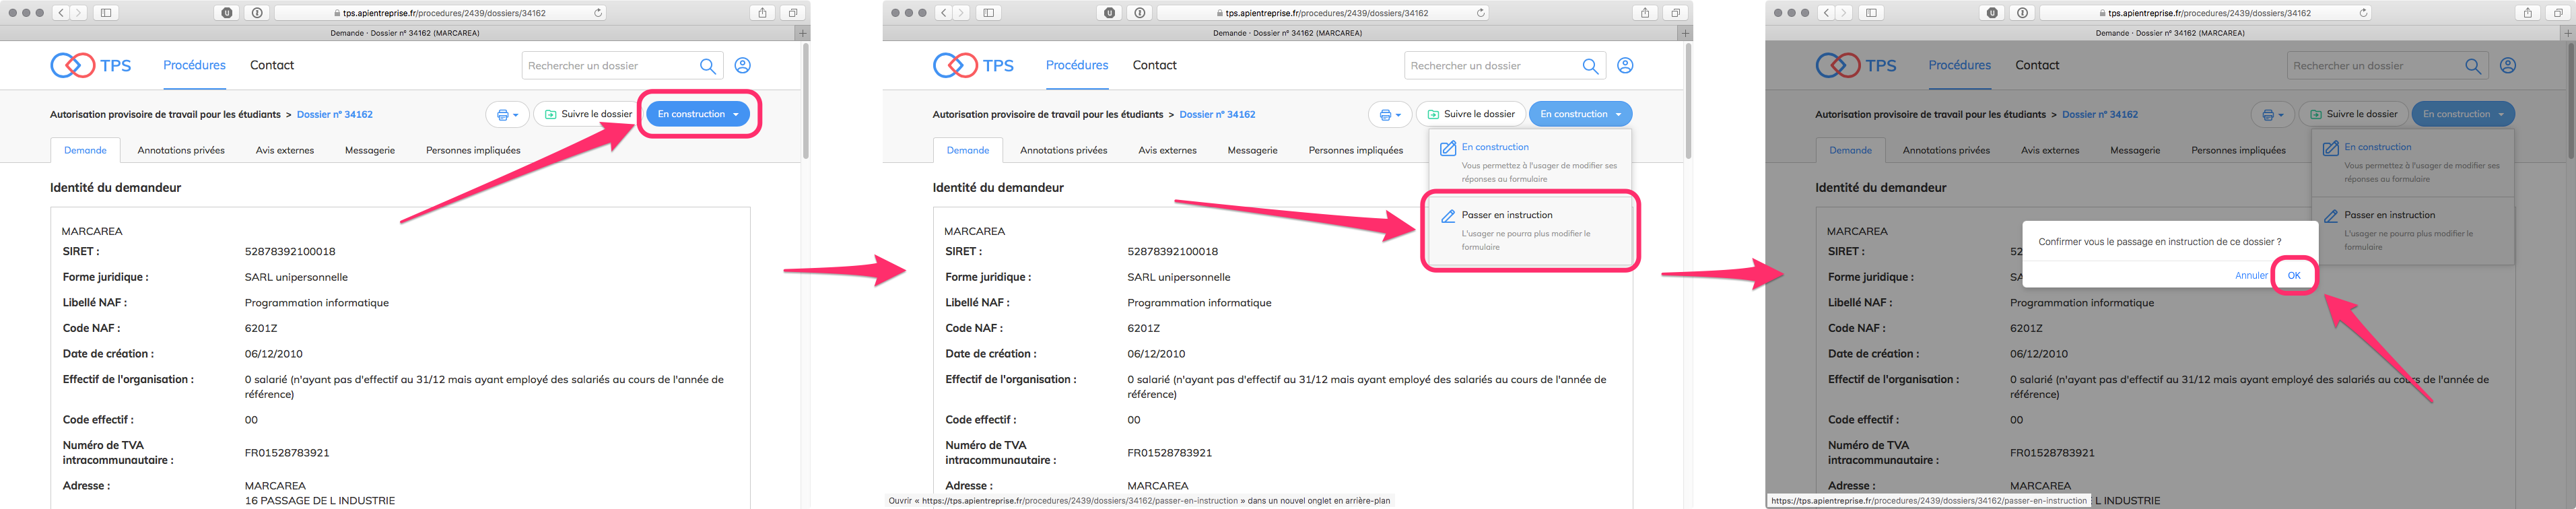 tps.apientreprise.fr/procedures/2439/dossiers/34162
Demande · Dossier nº 34162 (MARCAREA)
TPS
Procédures
Contact
Rechercher un dossier
Autorisation provisoire de travail pour les étudiants > Dossier nº 34162
Suivre le dossier
En construction
Demande
Annotations privées
Avis externes
Messagerie
Personnes impliquées
Identité du demandeur
MARCAREA
SIRET : 52878392100018
Forme juridique : SARL unipersonnelle
Libellé NAF : Programmation informatique
Code NAF : 6201Z
Date de création : 06/12/2010
Effectif de l'organisation : 0 salarié (n'ayant pas d'effectif au 31/12 mais ayant employé des salariés au cours de l'année de
référence)
Code effectif : 00
Numéro de TVA
intracommunautaire : FR01528783921
Adresse : MARCAREA
16 PASSAGE DE L INDUSTRIE
tps.apientreprise.fr/procedures/2439/dossiers/34162
Demande · Dossier nº 34162 (MARCAREA)
TPS
Procédures
Contact
Rechercher un dossier
Autorisation provisoire de travail pour les étudiants > Dossier nº 34162
Suivre le dossier
En construction
Demande
Annotations privées
Avis externes
Messagerie
Personnes impliquées
En construction
Vous permettez à l'usager de modifier ses
réponses au formulaire
Passer en instruction
L'usager ne pourra plus modifier le
formulaire
Identité du demandeur
MARCAREA
SIRET : 52878392100018
Forme juridique : SARL unipersonnelle
Libellé NAF : Programmation informatique
Code NAF : 6201Z
Date de création : 06/12/2010
Effectif de l'organisation : 0 salarié (n'ayant pas d'effectif au 31/12 mais ayant employé des salariés au cours de l'année de
référence)
Code effectif : 00
Numéro de TVA
intracommunautaire : FR01528783921
Adresse : MARCAREA
Ouvrir « https://tps.apientreprise.fr/procedures/2439/dossiers/34162/passer-en-instruction » dans un nouvel onglet en arrière-plan
tps.apientreprise.fr/procedures/2439/dossiers/34162
Demande · Dossier nº 34162 (MARCAREA)
TPS
Procédures
Contact
Rechercher un dossier
Autorisation provisoire de travail pour les étudiants > Dossier nº 34162
Suivre le dossier
En construction
Demande
Annotations privées
Avis externes
Messagerie
Personnes impliquées
En construction
Vous permettez à l'usager de modifier ses
réponses au formulaire
Passer en instruction
L'usager ne pourra plus modifier le
formulaire
Confirmer vous le passage en instruction de ce dossier ?
Annuler
OK
Identité du demandeur
MARCAREA
SIRET : 52
Forme juridique : SA
Libellé NAF : Programmation informatique
Code NAF : 6201Z
Date de création : 06/12/2010
Effectif de l'organisation : 0 salarié (n'ayant pas d'effectif au 31/12 mais ayant employé des salariés au cours de l'année de
référence)
Code effectif : 00
Numéro de TVA
intracommunautaire : FR01528783921
Adresse : MARCAREA
https://tps.apientreprise.fr/procedures/2439/dossiers/34162/passer-en-instruction L INDUSTRIE